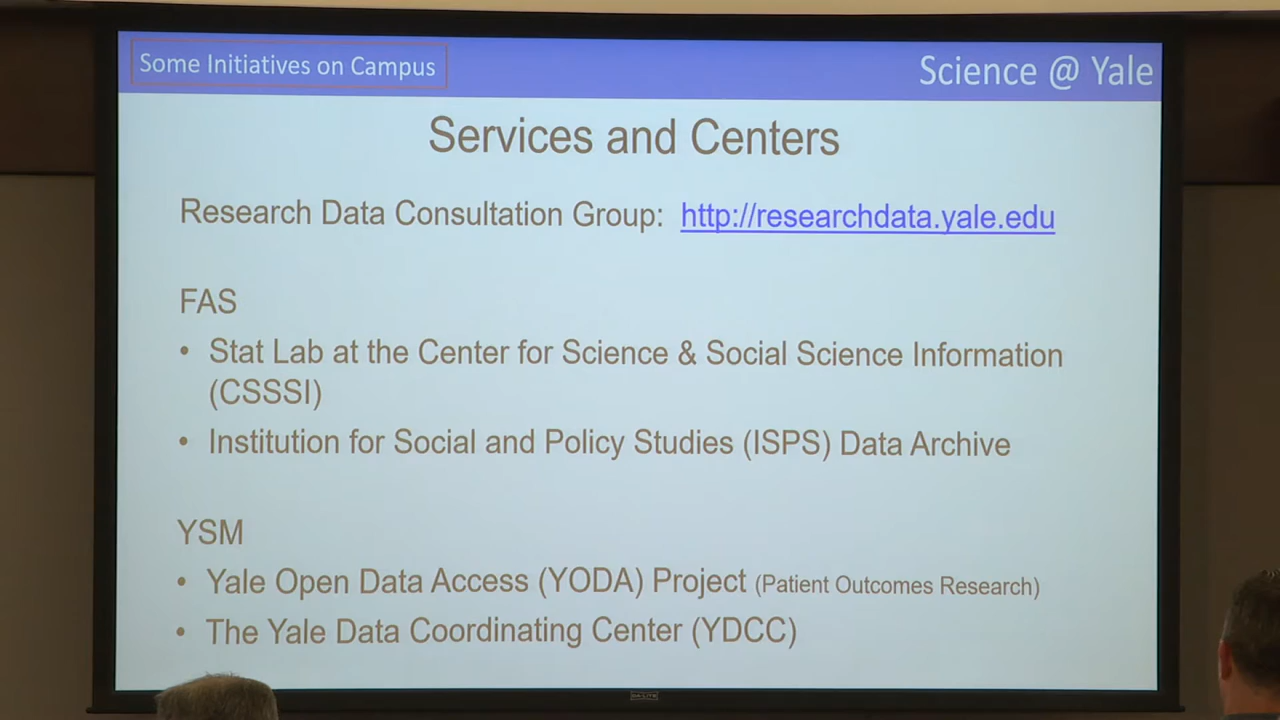 Some Initiatives on Campus
Science @ Yale
Services and Centers
Research Data Consultation Group: http://researchdata.yale.edu
FAS
• Stat Lab at the Center for Science & Social Science Information
(CSSSI)
• Institution for Social and Policy Studies (ISPS) Data Archive
YSM
• Yale Open Data Access (YODA) Project (Patient Outcomes Research)
• The Yale Data Coordinating Center (YDCC)
DA-LITE